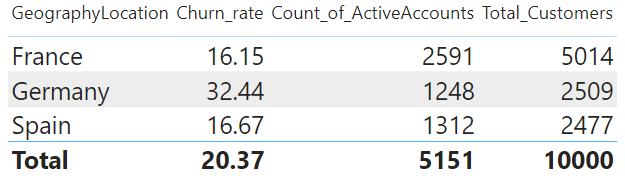 GeographyLocation Churn_rate Count_of_ActiveAccounts Total_Customers
France 16.15 2591 5014
Germany 32.44 1248 2509
Spain 16.67 1312 2477
Total 20.37 5151 10000